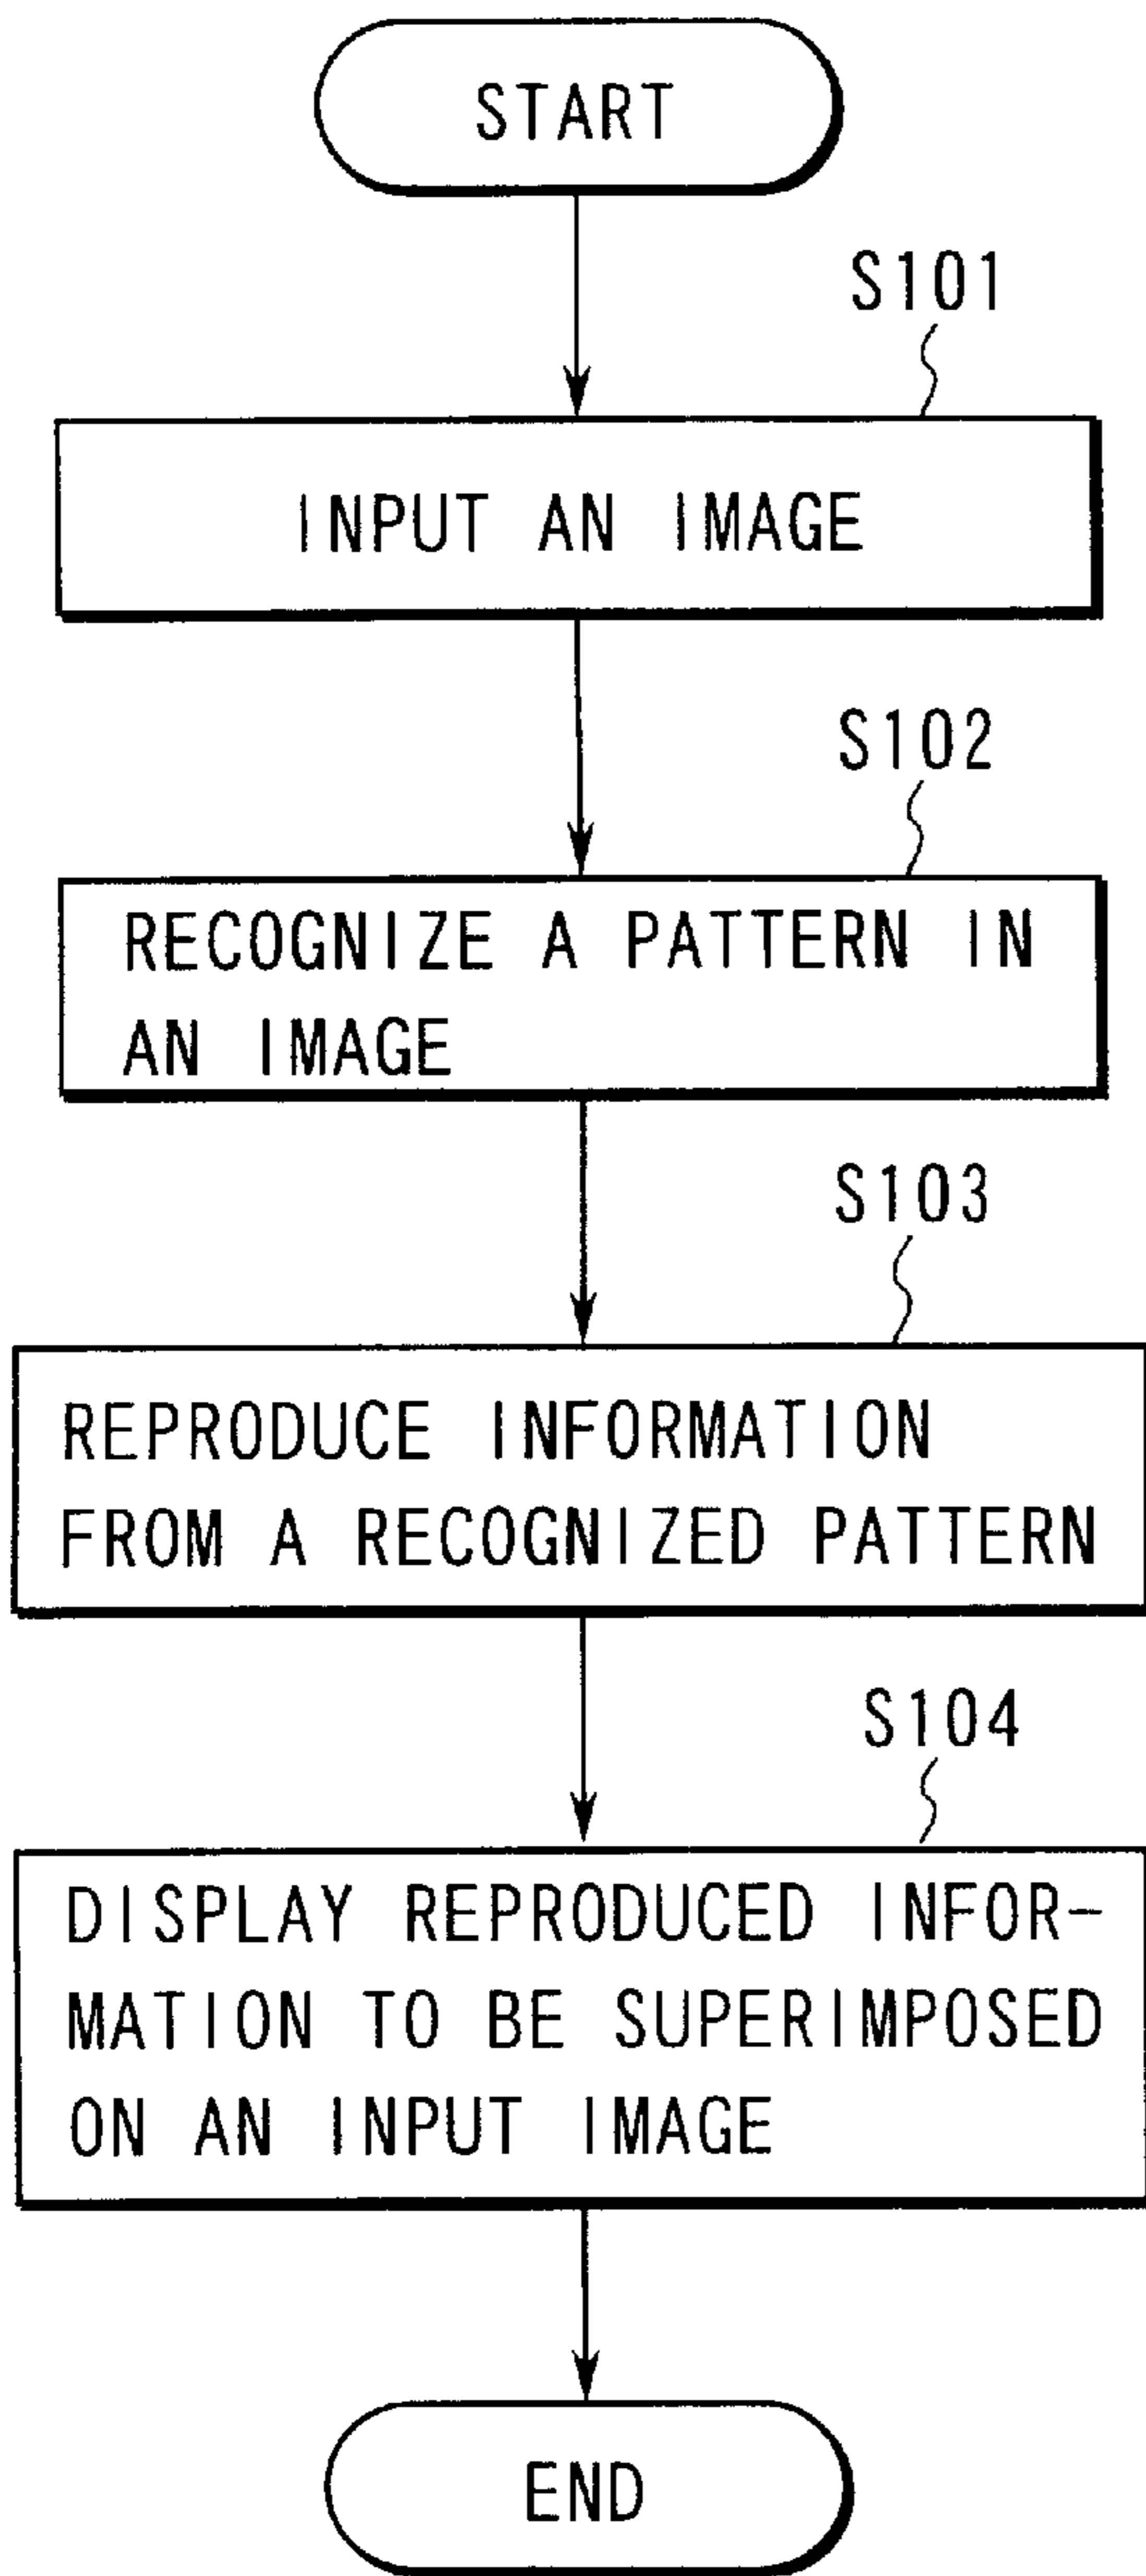 START
S101
INPUT AN IMAGE
S102
RECOGNIZE A PATTERN IN
AN IMAGE
S103
REPRODUCE INFORMATION
FROM A RECOGNIZED PATTERN
S104
DISPLAY REPRODUCED INFOR-
MATION TO BE SUPERIMPOSED
ON AN INPUT IMAGE
END